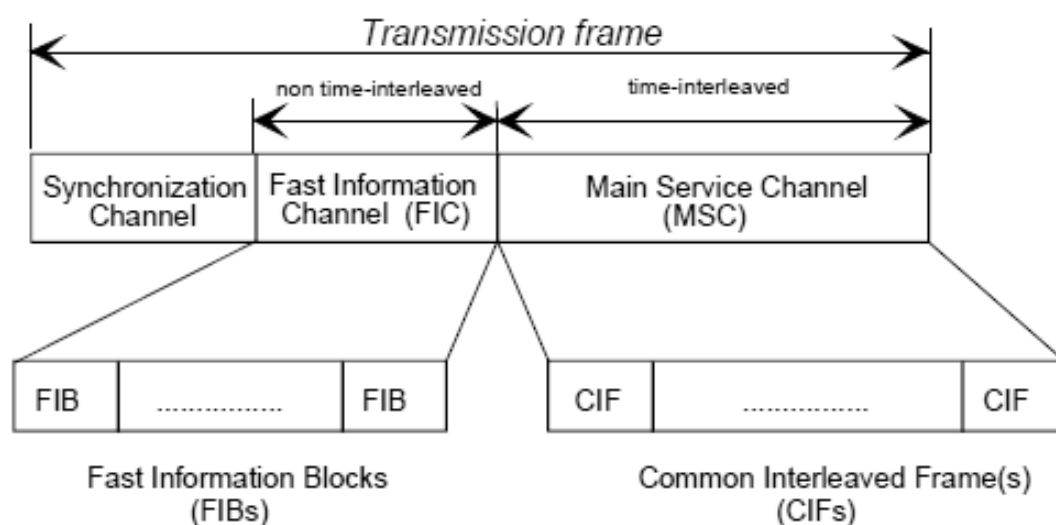 Transmission frame
non time-interleaved
time-interleaved
Synchronization
Channel
Fast Information
Channel (FIC)
Main Service Channel
(MSC)
FIB
................
FIB
CIF
................
CIF
Fast Information Blocks
(FIBs)
Common Interleaved Frame(s)
(CIFs)